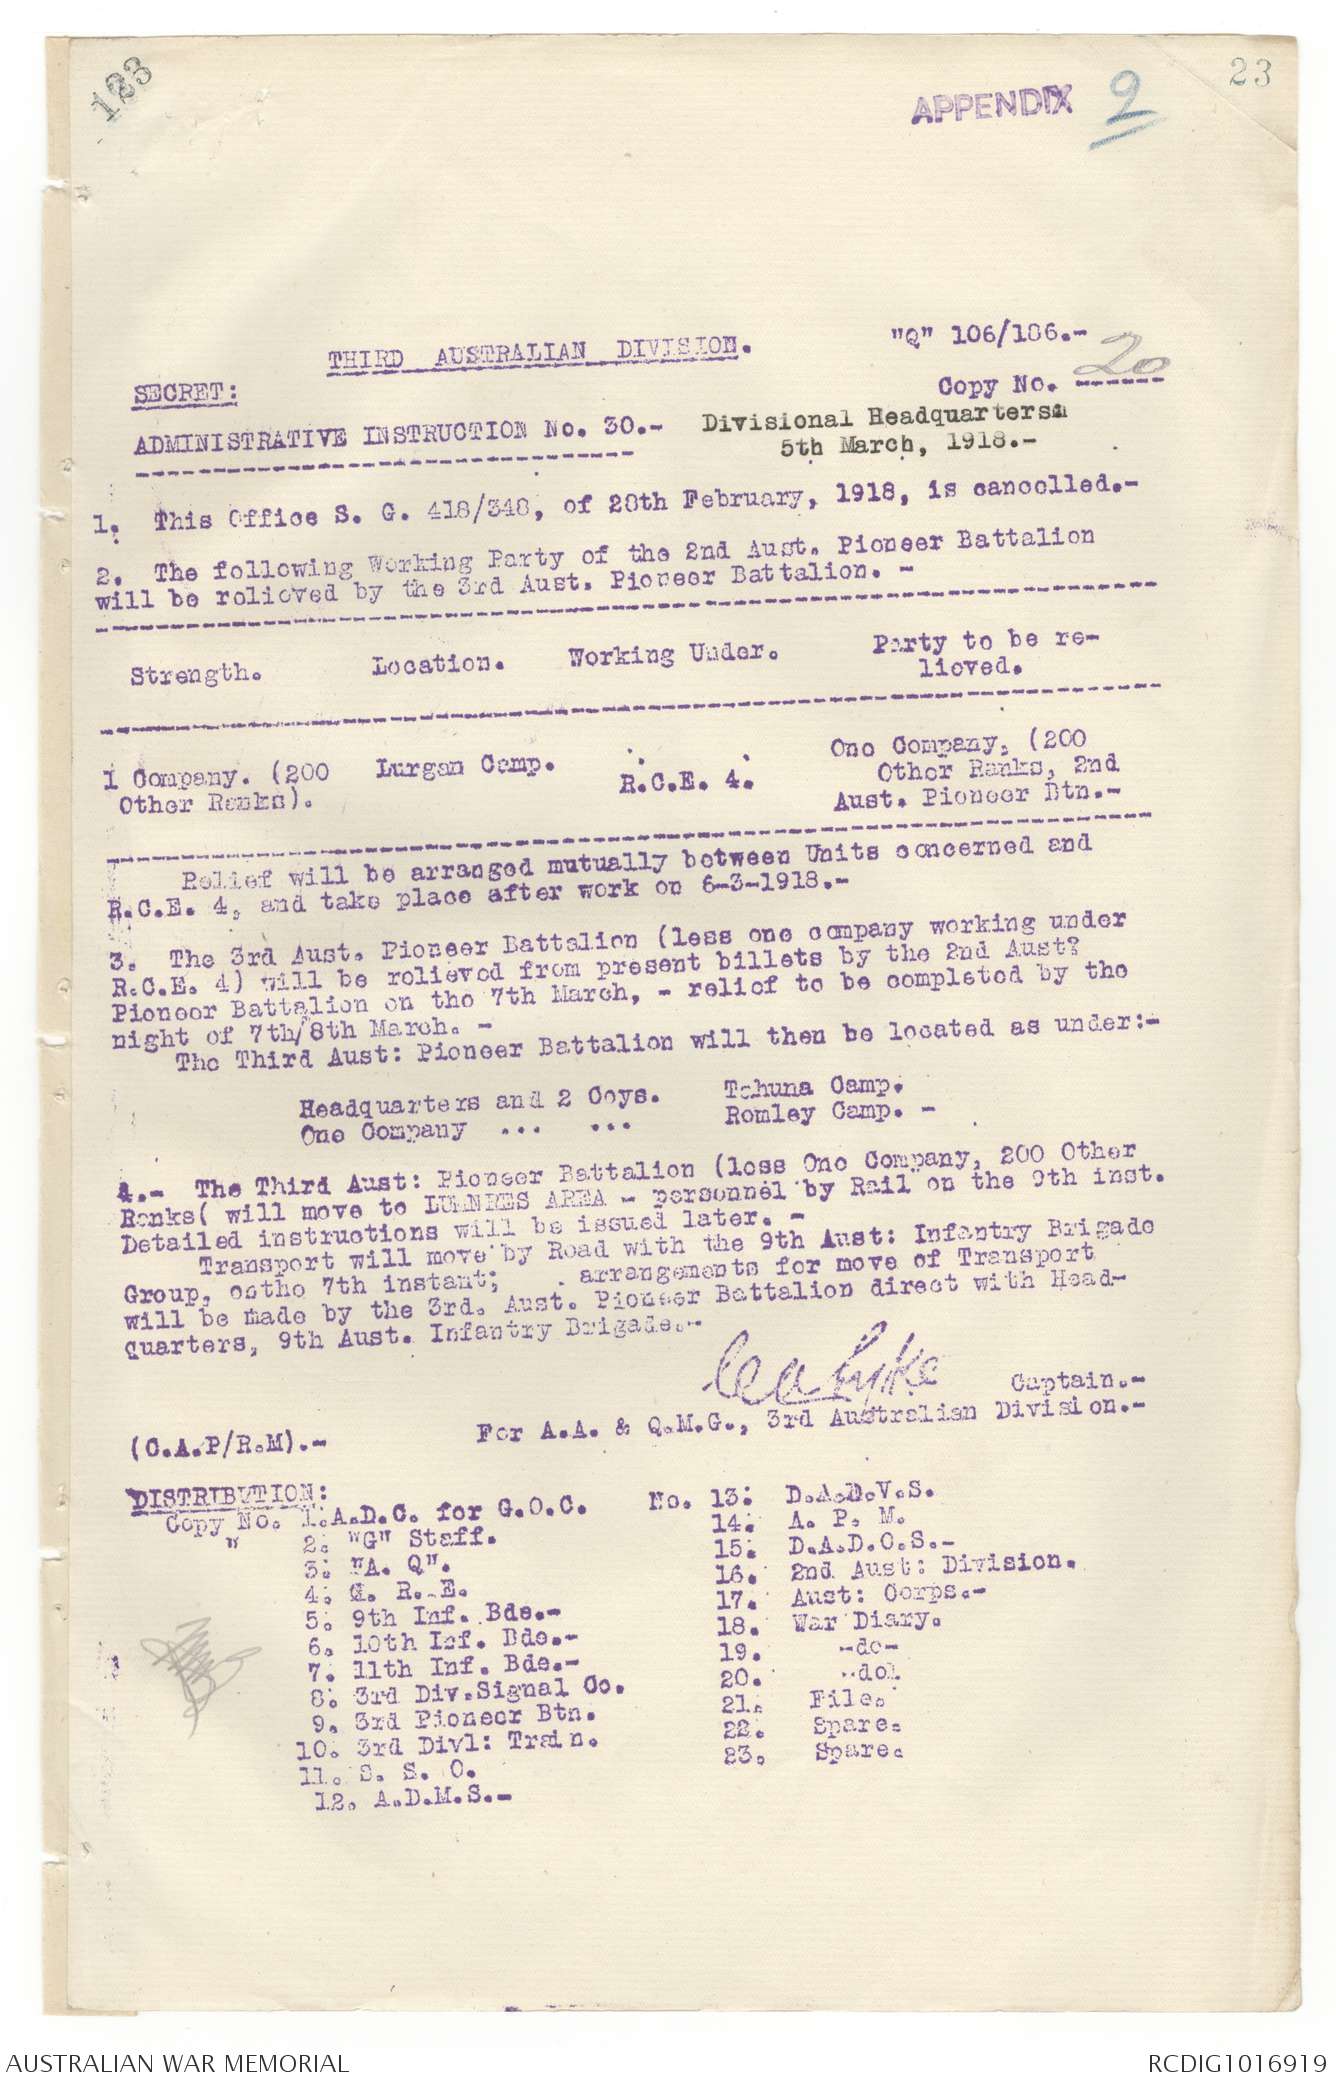 123
23
APPENDIX 9
"Q" 106/186.-
THIRD AUSTRALIAN DIVISION.
SECRET:
Copy No. 20
ADMINISTRATIVE INSTRUCTION No. 30.-
Divisional Headquarters
5th March, 1918.-
1. This Office S. G. 418/348, of 28th February, 1918, is cancelled.-
2. The following Working Party of the 2nd Aust. Pioneer Battalion
will be relieved by the 3rd Aust. Pioneer Battalion. -
Strength. Location. Working Under. Party to be re-
lieved.
1 Company. (200 Lurgan Camp. R.C.E. 4. One Company, (200
Other Ranks). Other Ranks, 2nd
Aust. Pioneer Btn.-
Relief will be arranged mutually between Units concerned and
R.C.E. 4, and take place after work on 6-3-1918.-
3. The 3rd Aust. Pioneer Battalion (less one company working under
R.C.E. 4) will be relieved from present billets by the 2nd Aust?
Pioneer Battalion on the 7th March, - relief to be completed by the
night of 7th/8th March. -
The Third Aust: Pioneer Battalion will then be located as under:-
Headquarters and 2 Coys. Tahuna Camp.
One Company ... ... Romley Camp. -
4.- The Third Aust: Pioneer Battalion (less One Company, 200 Other
Ranks( will move to AREA - personnel by Rail on the 9th inst.
Detailed instructions will be issued later. -
Transport will move by Road with the 9th Aust: Infantry Brigade
Group, ontho 7th instant; arrangements for move of Transport
will be made by the 3rd. Aust. Pioneer Battalion direct with Head-
quarters, 9th Aust. Infantry Brigade.-
Captain.-
For A.A. & Q.M.G., 3rd Australian Division.-
(C.A.P/R.M).-
DISTRIBUTION:
Copy No. 1.A.D.C. for G.O.C. No. 13: D.A.D.V.S.
" 2: "G" Staff. 14: A. P. M.
3: "A. Q". 15: D.A.D.O.S.-
4: C. R. E. 16. 2nd Aust: Division.
5: 9th Inf. Bde.- 17. Aust: Corps.-
6. 10th Inf. Bde.- 18. War Diary.
7. 11th Inf. Bde.- 19. -do-
8: 3rd Div.Signal Co. 20. -do-
9. 3rd Pioneer Btn. 21. File.
10. 3rd Divl: Train. 22. Spare.
11. S. S. O. 23. Spare.
12. A.D.M.S.-
AUSTRALIAN WAR MEMORIAL
RCDIG1016919